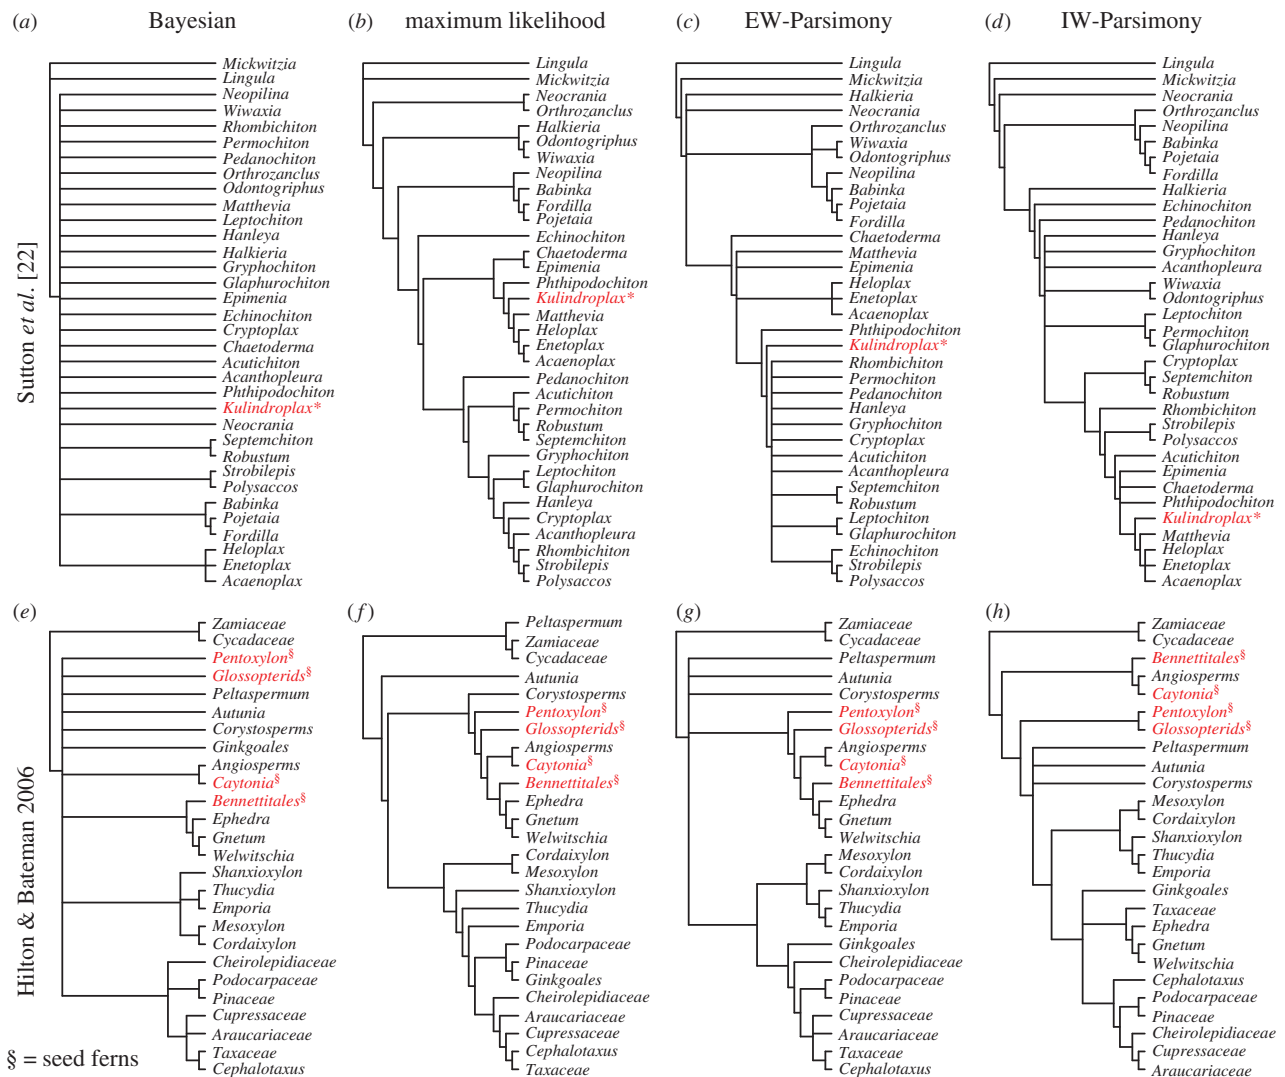 (a) Bayesian
Mickwitzia
Lingula
Neopilina
Wiwaxia
Rhombichiton
Permochiton
Pedanochiton
Orthrozanclus
Odontogriphus
Matthevia
Leptochiton
Hanleya
Halkieria
Gryphochiton
Glaphurochiton
Epimenia
Echinochiton
Cryptoplax
Chaetoderma
Acutichiton
Acanthopleura
Phthipodochiton
Kulindroplax*
Neocrania
Septemchiton
Robustum
Strobilepis
Polysaccos
Babinka
Pojetaia
Fordilla
Heloplax
Enetoplax
Acaenoplax
(b) maximum likelihood
Lingula
Mickwitzia
Neocrania
Orthrozanclus
Halkieria
Odontogriphus
Wiwaxia
Neopilina
Babinka
Fordilla
Pojetaia
Echinochiton
Chaetoderma
Epimenia
Phthipodochiton
Kulindroplax*
Matthevia
Heloplax
Enetoplax
Acaenoplax
Pedanochiton
Acutichiton
Permochiton
Robustum
Septemchiton
Gryphochiton
Leptochiton
Glaphurochiton
Hanleya
Cryptoplax
Acanthopleura
Rhombichiton
Strobilepis
Polysaccos
(c) EW-Parsimony
Lingula
Mickwitzia
Halkieria
Neocrania
Orthrozanclus
Wiwaxia
Odontogriphus
Neopilina
Babinka
Pojetaia
Fordilla
Chaetoderma
Matthevia
Epimenia
Heloplax
Enetoplax
Acaenoplax
Phthipodochiton
Kulindroplax*
Rhombichiton
Permochiton
Pedanochiton
Hanleya
Gryphochiton
Cryptoplax
Acutichiton
Acanthopleura
Septemchiton
Robustum
Leptochiton
Glaphurochiton
Echinochiton
Strobilepis
Polysaccos
(d) IW-Parsimony
Lingula
Mickwitzia
Neocrania
Orthrozanclus
Neopilina
Babinka
Pojetaia
Fordilla
Halkieria
Echinochiton
Pedanochiton
Hanleya
Gryphochiton
Acanthopleura
Wiwaxia
Odontogriphus
Leptochiton
Permochiton
Glaphurochiton
Cryptoplax
Septemchiton
Robustum
Rhombichiton
Strobilepis
Polysaccos
Acutichiton
Epimenia
Chaetoderma
Phthipodochiton
Kulindroplax*
Matthevia
Heloplax
Enetoplax
Acaenoplax
Sutton et al. [22]
(e)
Zamiaceae
Cycadaceae
Pentoxylon§
Glossopterids§
Peltaspermum
Autunia
Corystosperms
Ginkgoales
Angiosperms
Caytonia§
Bennettitales§
Ephedra
Gnetum
Welwitschia
Shanxioxylon
Thucydia
Emporia
Mesoxylon
Cordaixylon
Cheirolepidiaceae
Podocarpaceae
Pinaceae
Cupressaceae
Araucariaceae
Taxaceae
Cephalotaxus
(f)
Peltaspermum
Zamiaceae
Cycadaceae
Autunia
Corystosperms
Pentoxylon§
Glossopterids§
Angiosperms
Caytonia§
Bennettitales§
Ephedra
Gnetum
Welwitschia
Cordaixylon
Mesoxylon
Shanxioxylon
Thucydia
Emporia
Podocarpaceae
Pinaceae
Ginkgoales
Cheirolepidiaceae
Araucariaceae
Cupressaceae
Cephalotaxus
Taxaceae
(g)
Zamiaceae
Cycadaceae
Peltaspermum
Autunia
Corystosperms
Pentoxylon§
Glossopterids§
Angiosperms
Caytonia§
Bennettitales§
Ephedra
Gnetum
Welwitschia
Mesoxylon
Cordaixylon
Shanxioxylon
Thucydia
Emporia
Ginkgoales
Cheirolepidiaceae
Podocarpaceae
Pinaceae
Cupressaceae
Araucariaceae
Taxaceae
Cephalotaxus
(h)
Zamiaceae
Cycadaceae
Bennettitales§
Angiosperms
Caytonia§
Pentoxylon§
Glossopterids§
Peltaspermum
Autunia
Corystosperms
Mesoxylon
Cordaixylon
Shanxioxylon
Thucydia
Emporia
Ginkgoales
Taxaceae
Ephedra
Gnetum
Welwitschia
Cephalotaxus
Podocarpaceae
Pinaceae
Cheirolepidiaceae
Cupressaceae
Araucariaceae
Hilton & Bateman 2006
§ = seed ferns